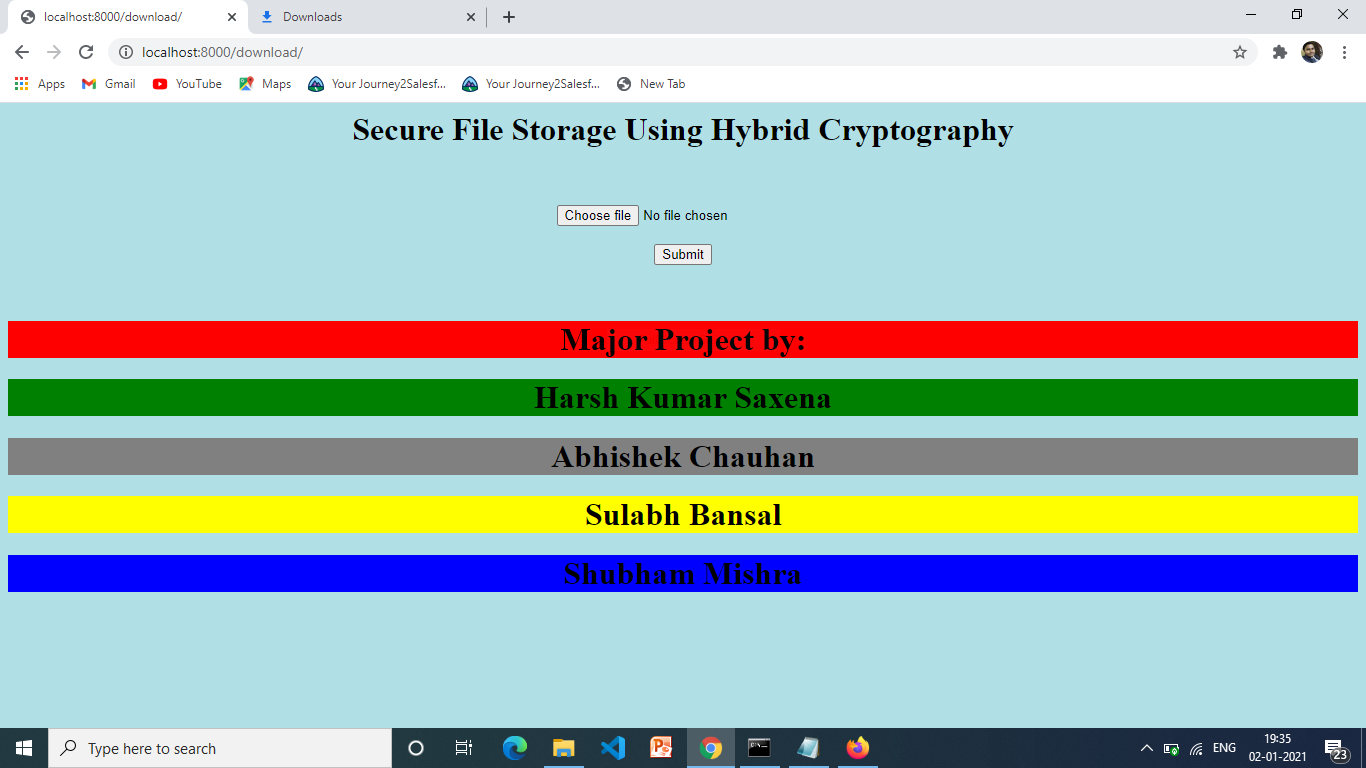 localhost:8000/download/
Downloads
localhost:8000/download/
Apps Gmail YouTube Maps Your Journey2Salesf... Your Journey2Salesf... New Tab
Secure File Storage Using Hybrid Cryptography
Choose file No file chosen
Submit
Major Project by:
Harsh Kumar Saxena
Abhishek Chauhan
Sulabh Bansal
Shubham Mishra
Type here to search
ENG
19:35
02-01-2021
23